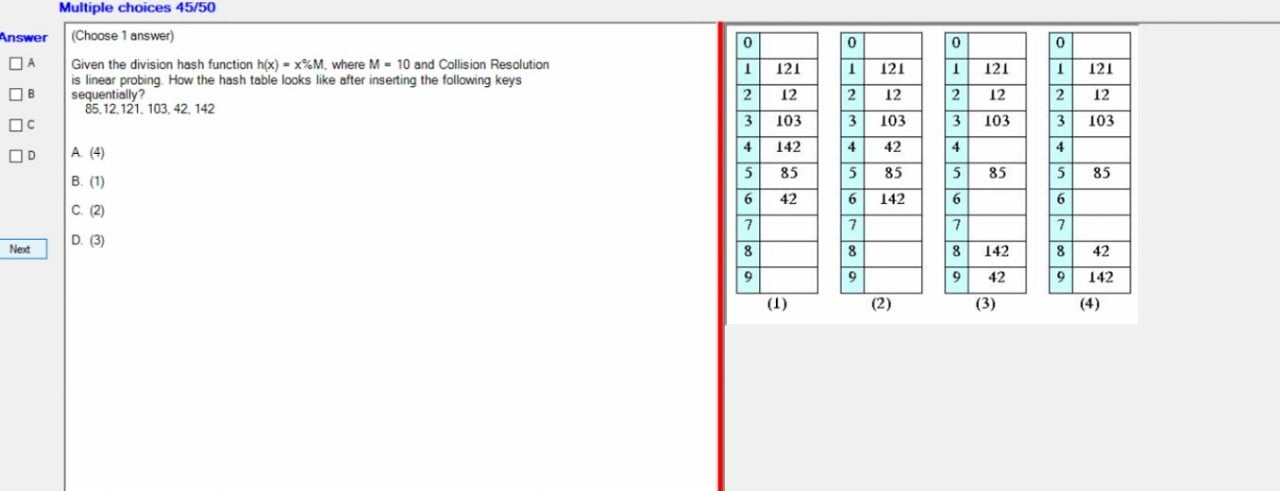 Multiple choices 45/50
Answer
A
B
C
D
Next
(Choose 1 answer)
Given the division hash function h(x) = x%M, where M = 10 and Collision Resolution
is linear probing. How the hash table looks like after inserting the following keys
sequentially?
85,12,121, 103, 42, 142
A. (4)
B. (1)
C. (2)
D. (3)
0 0 0 0
1 121 1 121 1 121 1 121
2 12 2 12 2 12 2 12
3 103 3 103 3 103 3 103
4 142 4 42 4 4
5 85 5 85 5 85 5 85
6 42 6 142 6 6
7 7 7 7
8 8 8 142 8 42
9 9 9 42 9 142
(1) (2) (3) (4)